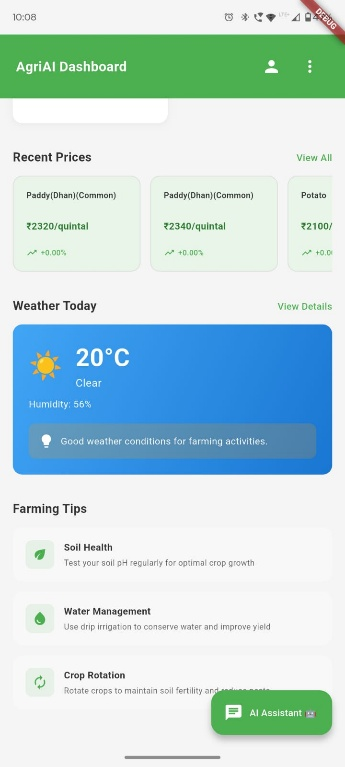 10:08
DEBUG
AgriAI Dashboard
Recent Prices
View All
Paddy(Dhan)(Common)
Paddy(Dhan)(Common)
Potato
₹2320/quintal
₹2340/quintal
₹2100/
+0.00%
+0.00%
+0.0
Weather Today
View Details
20°C
Clear
Humidity: 56%
Good weather conditions for farming activities.
Farming Tips
Soil Health
Test your soil pH regularly for optimal crop growth
Water Management
Use drip irrigation to conserve water and improve yield
Crop Rotation
Rotate crops to maintain soil fertility and reduce pests
AI Assistant 🤖